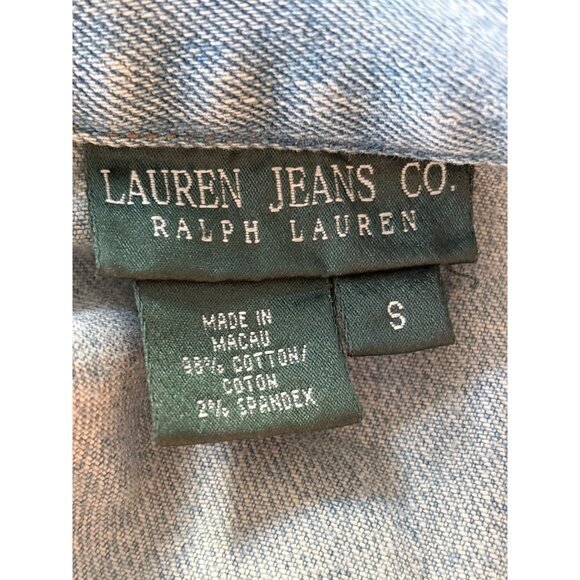 LAUREN JEANS CO.
RALPH LAUREN
S
MADE IN
MACAU
98% COTTON/
COTON
2% SPANDEX